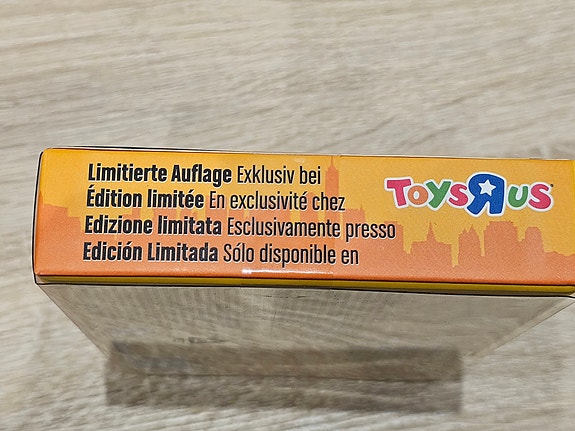 Limitierte Auflage Exklusiv bei
Édition limitée En exclusivité chez
Edizione limitata Esclusivamente presso
Edición Limitada Sólo disponible en
TOYSЯUS